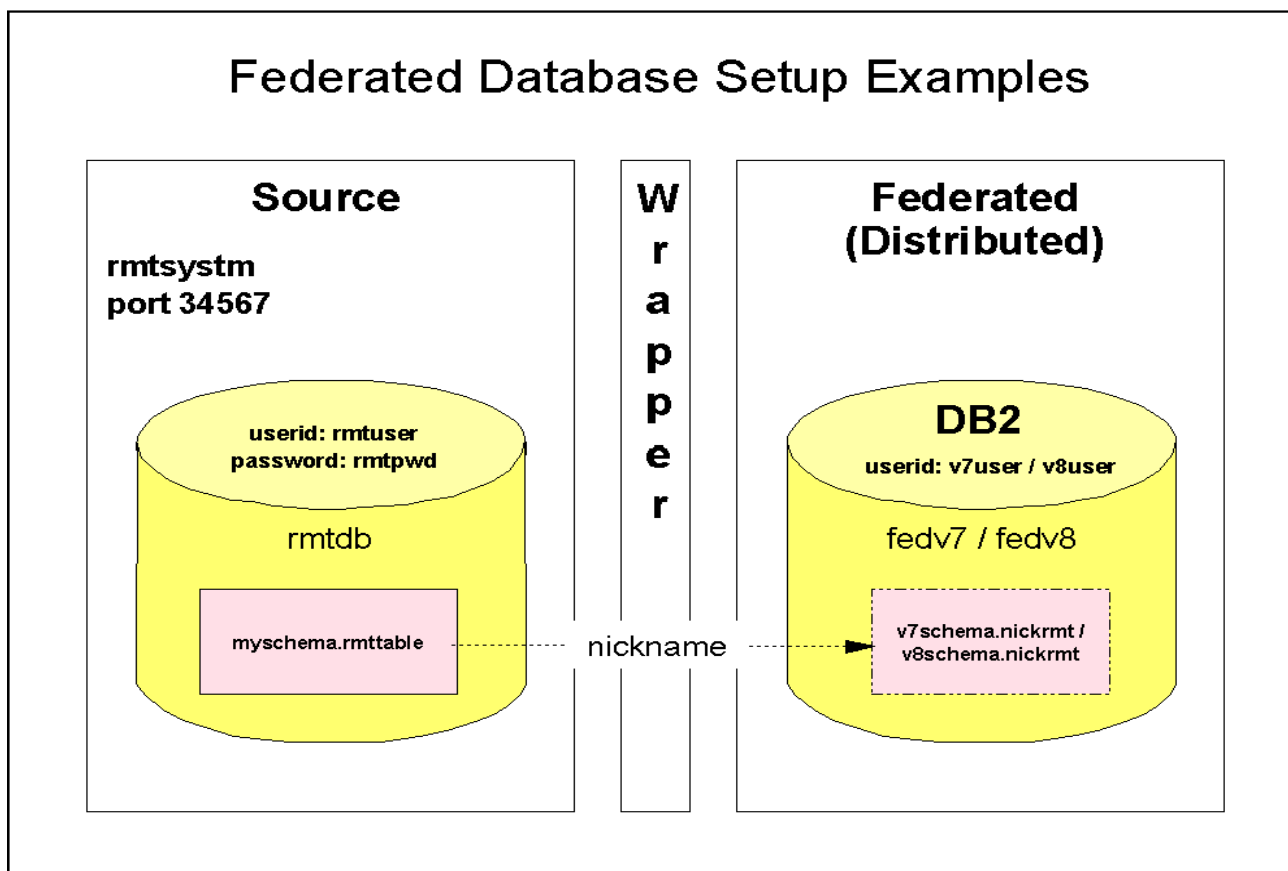 Federated Database Setup Examples
Source
rmtsystm
port 34567
userid: rmtuser
password: rmtpwd
rmtdb
myschema.rmttable
Wrapper
nickname
Federated
(Distributed)
DB2
userid: v7user / v8user
fedv7 / fedv8
v7schema.nickrmt /
v8schema.nickrmt